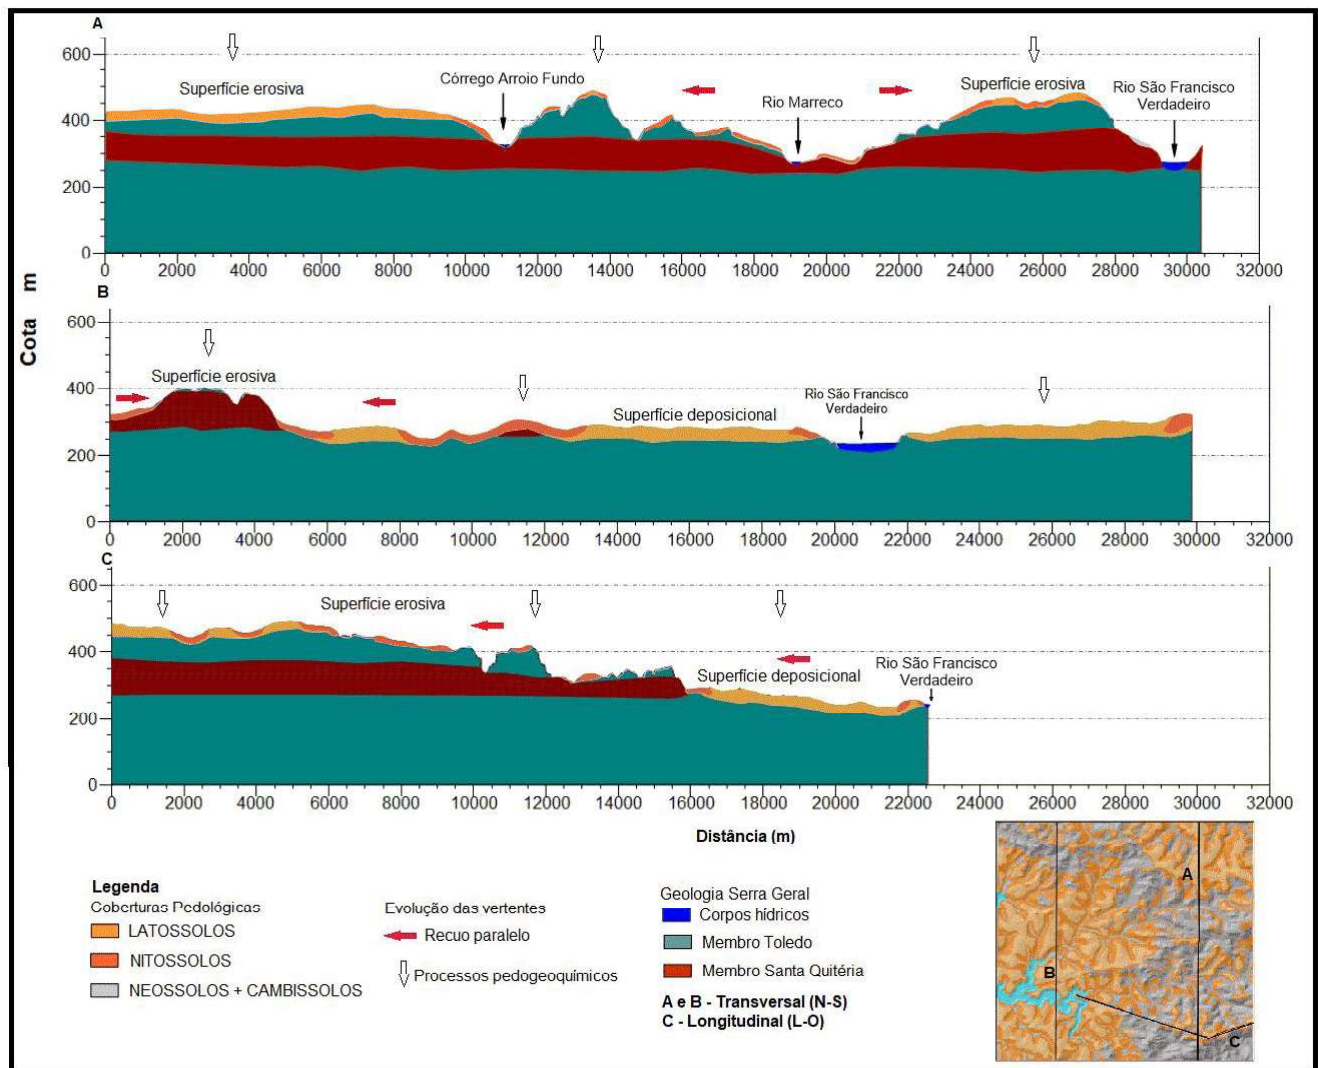 A
600
400
200
0
Superfície erosiva
Córrego Arroio Fundo
Rio Marreco
Superfície erosiva
Rio São Francisco
Verdadeiro
0 2000 4000 6000 8000 10000 12000 14000 16000 18000 20000 22000 24000 26000 28000 30000 32000
Cota m
B
600
400
200
0
Superfície erosiva
Superfície deposicional
Rio São Francisco
Verdadeiro
0 2000 4000 6000 8000 10000 12000 14000 16000 18000 20000 22000 24000 26000 28000 30000 32000
C
600
400
200
0
Superfície erosiva
Superfície deposicional
Rio São Francisco
Verdadeiro
0 2000 4000 6000 8000 10000 12000 14000 16000 18000 20000 22000 24000 26000 28000 30000 32000
Distância (m)
Legenda
Coberturas Pedológicas
LATOSSOLOS
NITOSSOLOS
NEOSSOLOS + CAMBISSOLOS
Evolução das vertentes
Recuo paralelo
Processos pedogeoquímicos
Geologia Serra Geral
Corpos hídricos
Membro Toledo
Membro Santa Quitéria
A e B - Transversal (N-S)
C - Longitudinal (L-O)
A
B
C